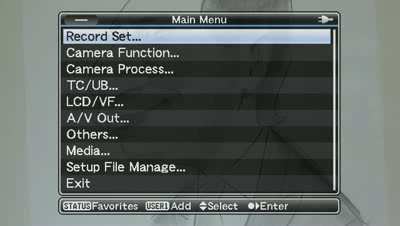 Main Menu
Record Set...
Camera Function...
Camera Process...
TC/UB...
LCD/VF...
A/V Out...
Others...
Media...
Setup File Manage...
Exit
STATUS Favorites USER1 Add Select Enter